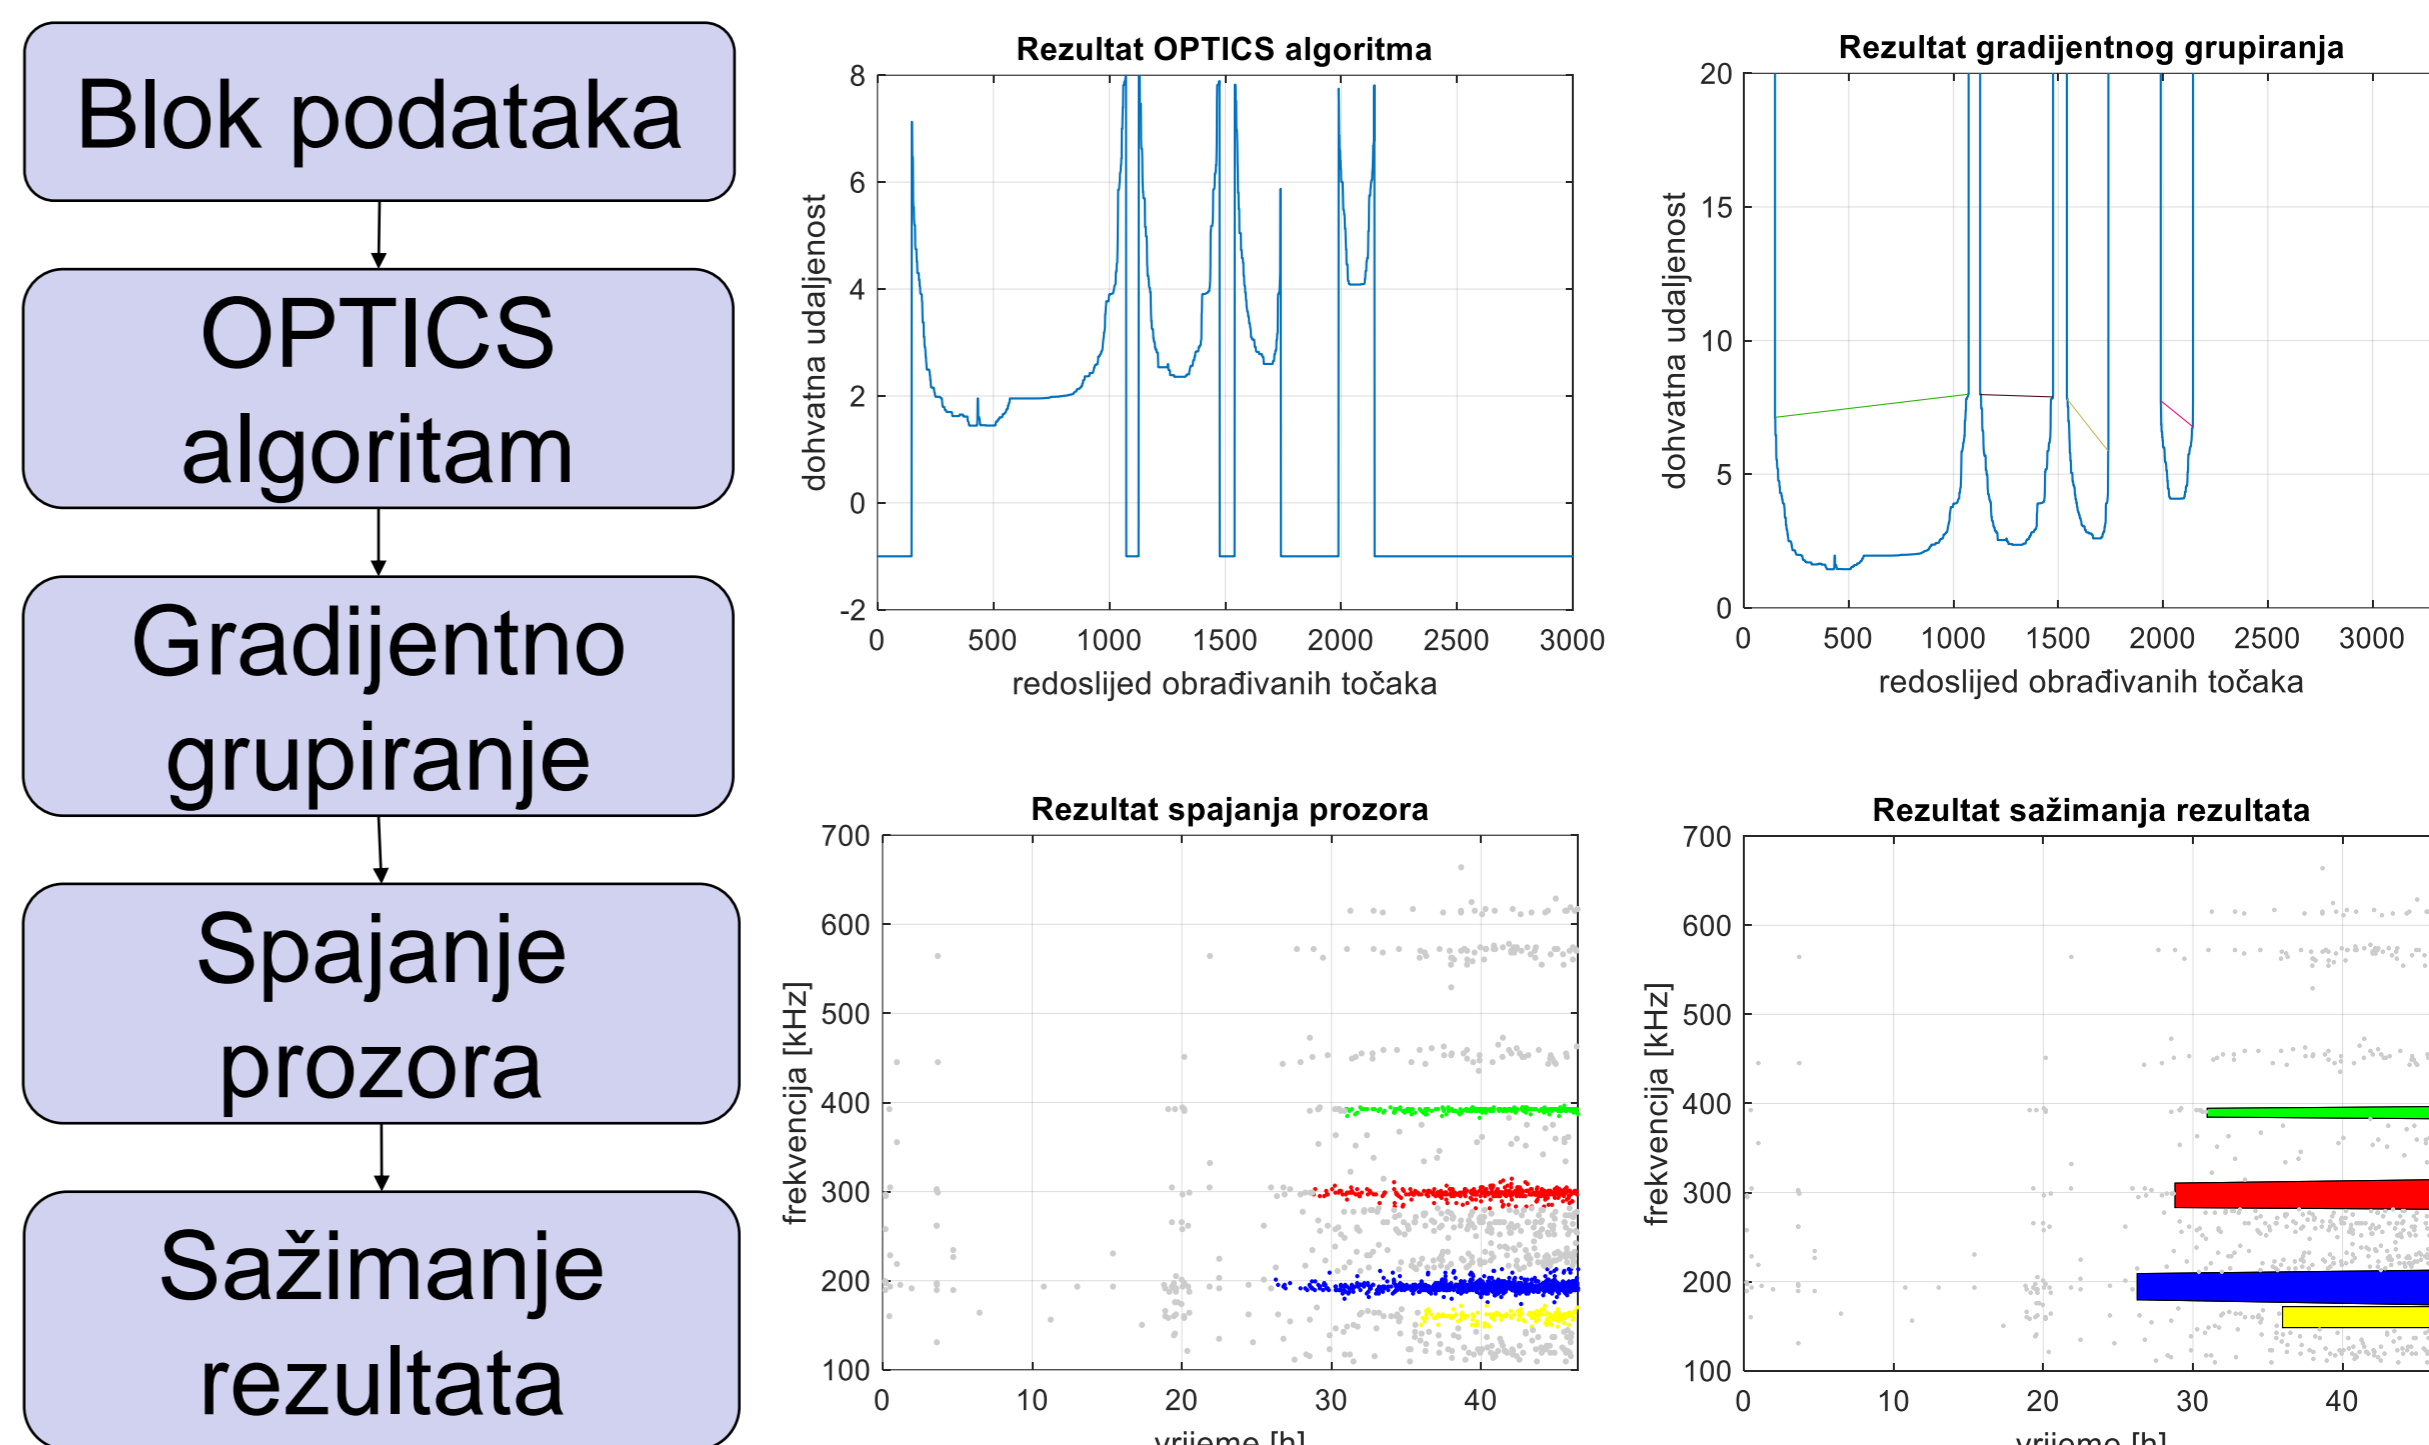 Blok podataka
OPTICS
algoritam
Gradijentno
grupiranje
Spajanje
prozora
Sažimanje
rezultata
Rezultat OPTICS algoritma
dohvatna udaljenost
8
6
4
2
0
-2
0 500 1000 1500 2000 2500 3000
redoslijed obrađivanih točaka
Rezultat gradijentnog grupiranja
dohvatna udaljenost
20
15
10
5
0
0 500 1000 1500 2000 2500 3000
redoslijed obrađivanih točaka
Rezultat spajanja prozora
frekvencija [kHz]
700
600
500
400
300
200
100
0 10 20 30 40
vrijeme [h]
Rezultat sažimanja rezultata
frekvencija [kHz]
700
600
500
400
300
200
100
0 10 20 30 40
vrijeme [h]